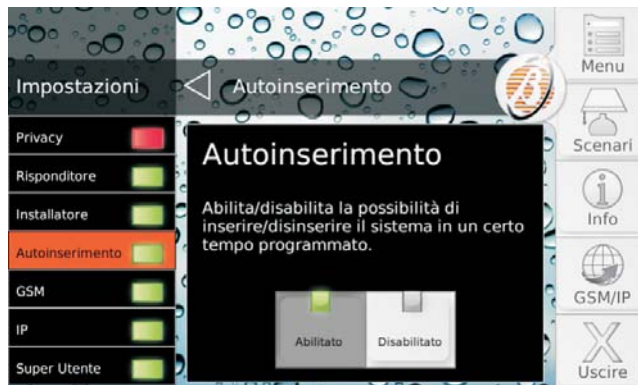 Impostazioni
Autoinserimento
Privacy
Risponditore
Installatore
Autoinserimento
GSM
IP
Super Utente
Autoinserimento
Abilita/disabilita la possibilità di
inserire/disinserire il sistema in un certo
tempo programmato.
Abilitato
Disabilitato
Menu
Scenari
Info
GSM/IP
Uscire